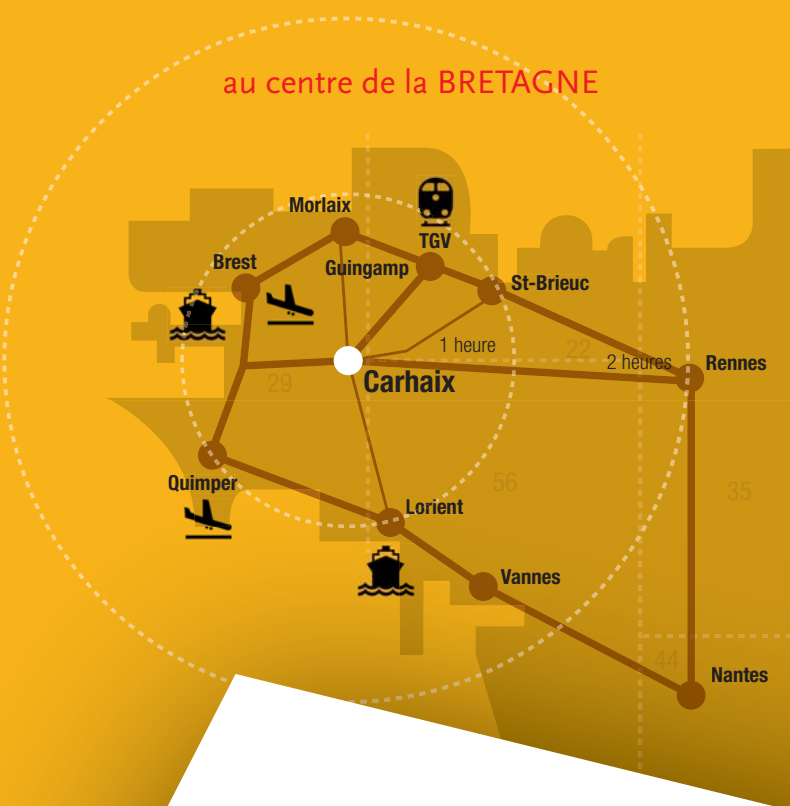 au centre de la BRETAGNE
Morlaix
TGV
Brest
Guingamp
St-Brieuc
1 heure
22
2 heures
Rennes
29
Carhaix
Quimper
56
35
Lorient
Vannes
44
Nantes